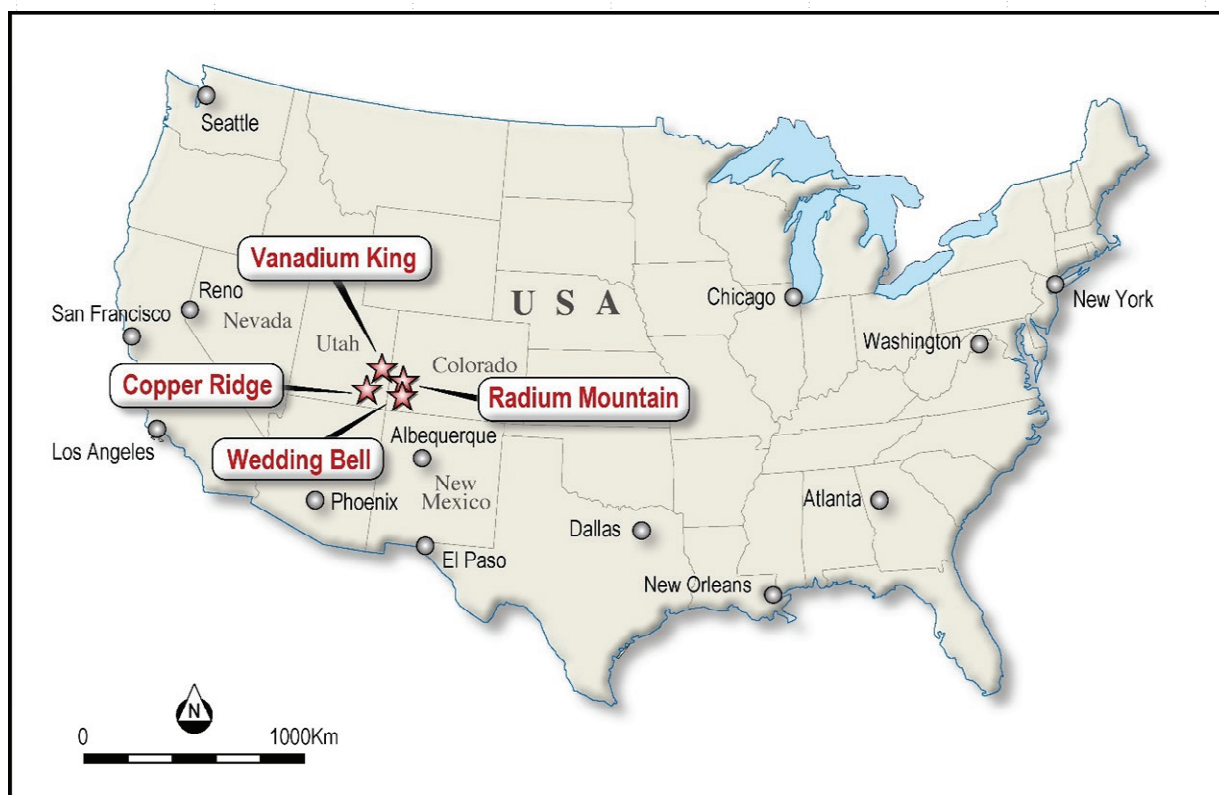 Seattle
Vanadium King
Reno
Nevada
San Francisco
Utah
Colorado
U S A
Chicago
New York
Washington
Copper Ridge
Radium Mountain
Los Angeles
Wedding Bell
Albequerque
New
Mexico
Phoenix
Atlanta
Dallas
El Paso
New Orleans
N
0 1000Km